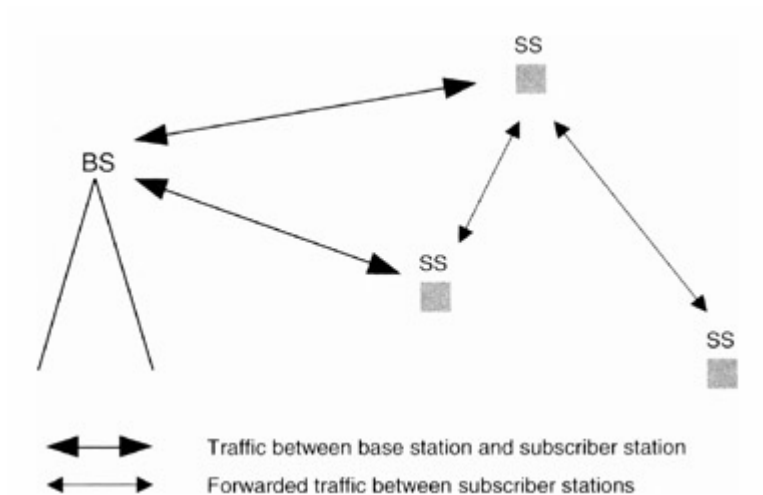 SS
BS
SS
SS
Traffic between base station and subscriber station
Forwarded traffic between subscriber stations